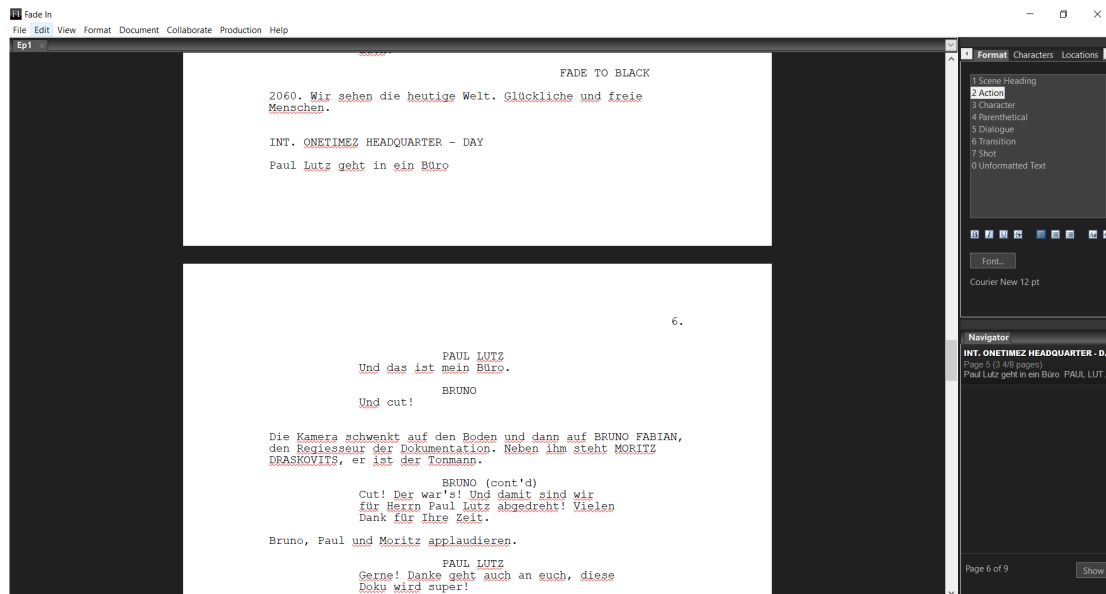 Fade In
File Edit View Format Document Collaborate Production Help
Ep1
FADE TO BLACK
2060. Wir sehen die heutige Welt. Glückliche und freie
Menschen.
INT. ONETIMEZ HEADQUARTER - DAY
Paul Lutz geht in ein Büro
6.
PAUL LUTZ
Und das ist mein Büro.
BRUNO
Und cut!
Die Kamera schwenkt auf den Boden und dann auf BRUNO FABIAN,
den Regiesseur der Dokumentation. Neben ihm steht MORITZ
DRASKOVITS, er ist der Tonmann.
BRUNO (cont'd)
Cut! Der war's! Und damit sind wir
für Herrn Paul Lutz abgedreht! Vielen
Dank für Ihre Zeit.
Bruno, Paul und Moritz applaudieren.
PAUL LUTZ
Gerne! Danke geht auch an euch, diese
Doku wird super!
Format Characters Locations
1 Scene Heading
2 Action
3 Character
4 Parenthetical
5 Dialogue
6 Transition
7 Shot
0 Unformatted Text
B I U
Aa
Font...
Courier New 12 pt
Navigator
INT. ONETIMEZ HEADQUARTER - D.
Page 5 (3 4/8 pages)
Paul Lutz geht in ein Büro PAUL LUT...
Page 6 of 9
Show